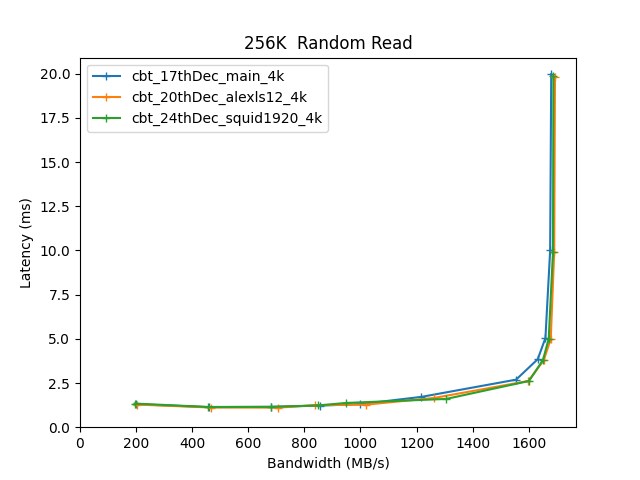 256K  Random Read
cbt_17thDec_main_4k
cbt_20thDec_alexls12_4k
cbt_24thDec_squid1920_4k
Latency (ms)
20.0
17.5
15.0
12.5
10.0
7.5
5.0
2.5
0.0
0 200 400 600 800 1000 1200 1400 1600
Bandwidth (MB/s)